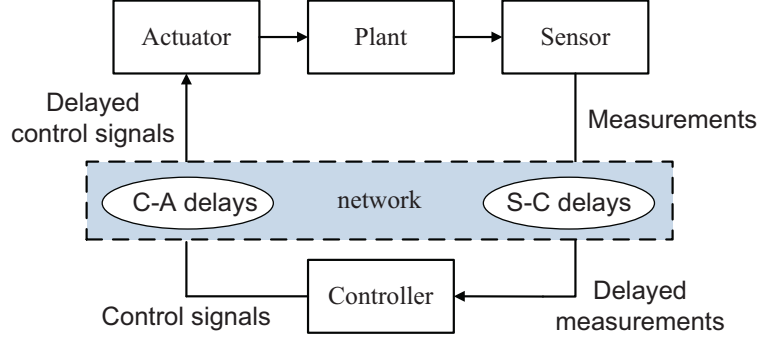 Actuator
Plant
Sensor
Delayed
control signals
Measurements
C-A delays
network
S-C delays
Controller
Control signals
Delayed
measurements